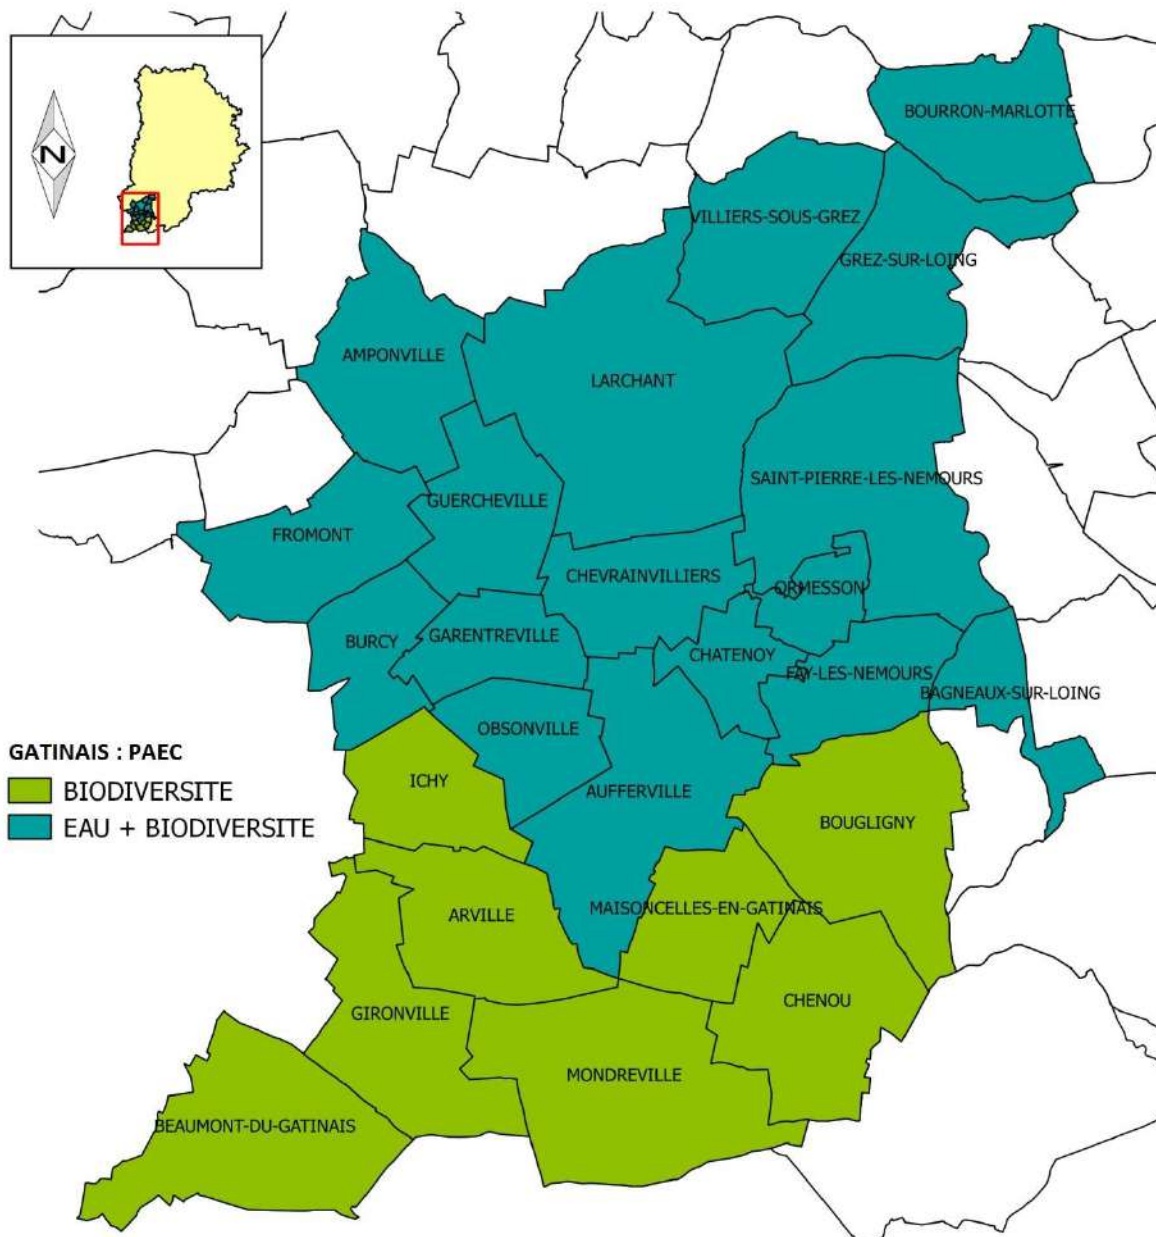 N
BOURRON-MARLOTTE
VILLIERS-SOUS-GREZ
GREZ-SUR-LOING
AMPONVILLE
LARCHANT
SAINT-PIERRE-LES-NEMOURS
GUERCHEVILLE
FROMONT
CHEVRAINVILLIERS
ORMESSON
BURCY
GARENTREVILLE
CHATENOY
FAY-LES-NEMOURS
BAGNEAUX-SUR-LOING
OBSONVILLE
GATINAIS : PAEC
BIODIVERSITE
EAU + BIODIVERSITE
ICHY
AUFFERVILLE
BOUGLIGNY
MAISONCELLES-EN-GATINAIS
ARVILLE
CHENOU
GIRONVILLE
MONDREVILLE
BEAUMONT-DU-GATINAIS